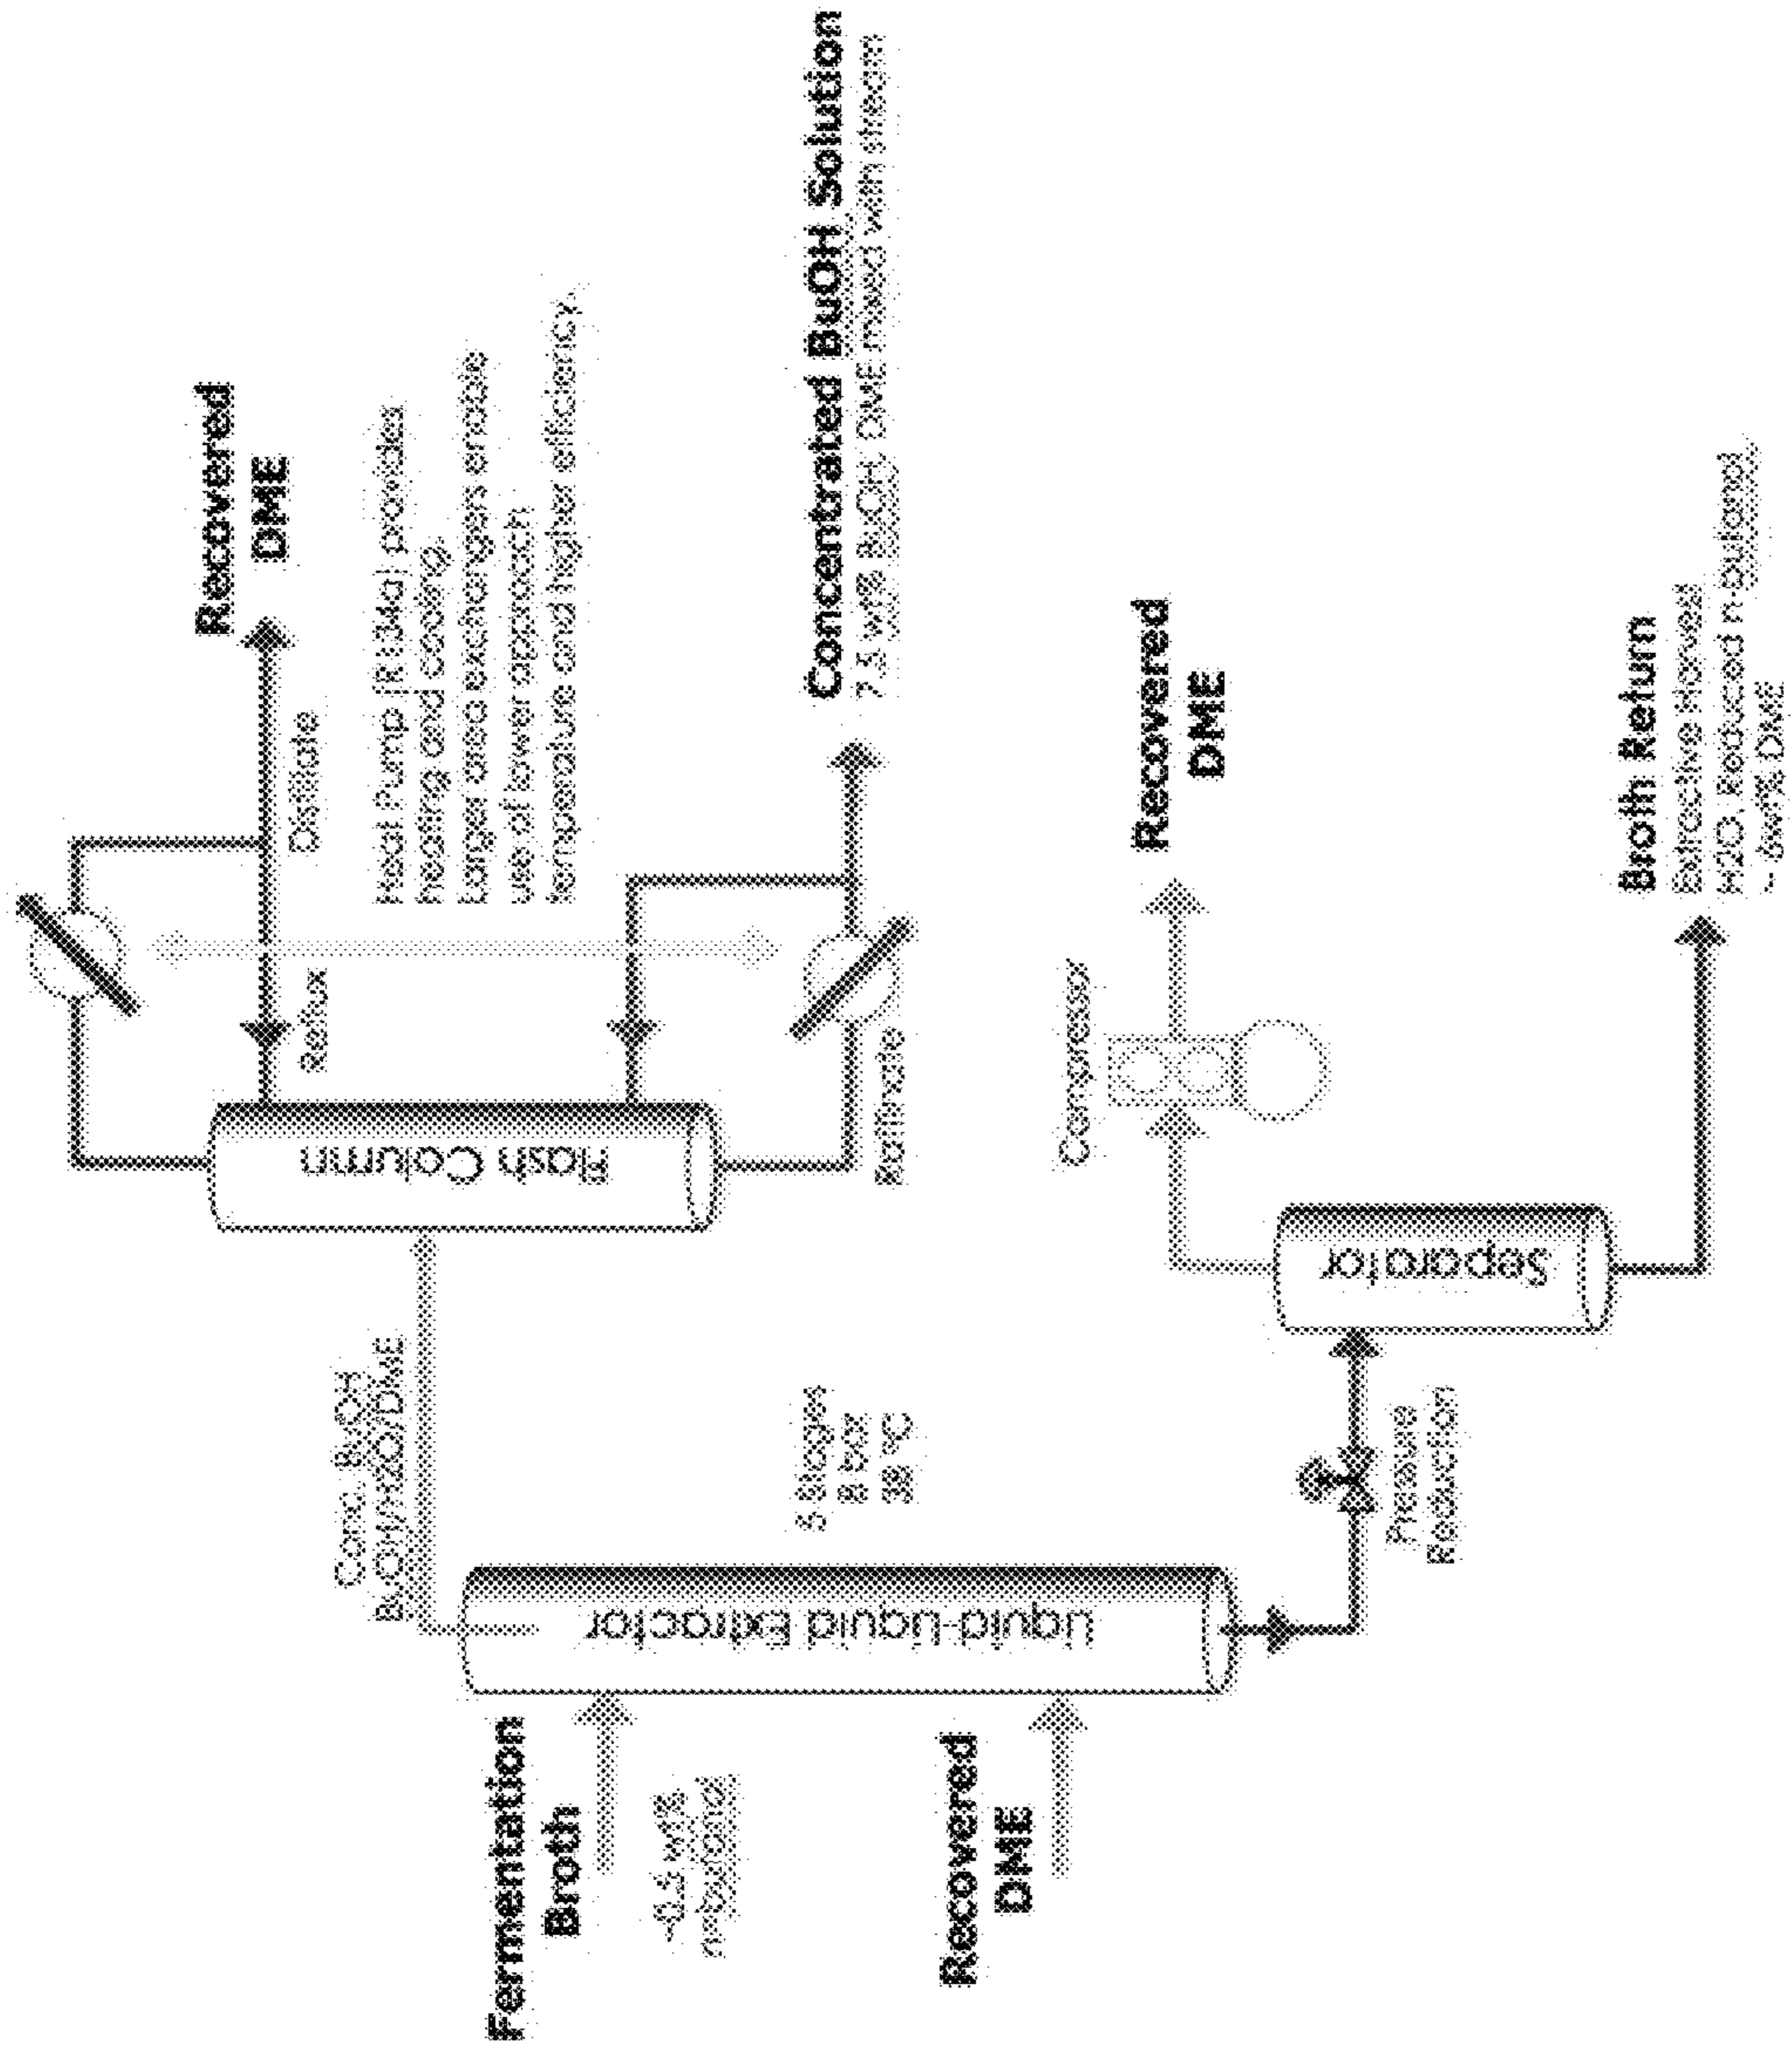 Fermentation
Broth
~0.5 wt%
n-butanol
Recovered
DME
Liquid-Liquid Extractor
Conc. BuOH
BuOH/H2O/DME
5 Stages
8 bar
38 °C
Pressure
Reduction
Flash Column
Reflux
Distillate
Recovered
DME
Heat Pump (R134a) provides
heating and cooling.
Larger area exchangers enable
use of lower approach
temperature and higher efficiency.
Raffinate
Concentrated BuOH Solution
7.5 wt% BuOH, DME mixed with stream
Separator
Compressor
Recovered
DME
Broth Return
Extractive Harvest
H2O, Reduced n-butanol,
~ 6wt% DME